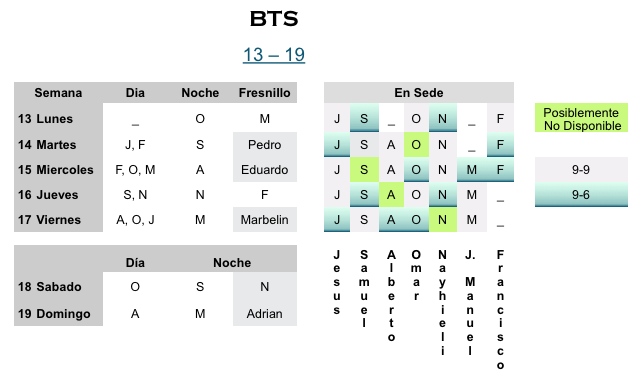 BTS
13 – 19
Semana Dia Noche Fresnillo
13 Lunes _ O M
14 Martes J, F S Pedro
15 Miercoles F, O, M A Eduardo
16 Jueves S, N N F
17 Viernes A, O, J M Marbelin
En Sede
J S _ O N _ F
J S A O N _ F
J S A O N M F
J S A O N M _
J S A O N M _
Posiblemente
No Disponible
9-9
9-6
Día Noche
18 Sabado O S N
19 Domingo A M Adrian
Jesus
Samuel
Alberto
Omar
Nayhieli
J. Manuel
Francisco